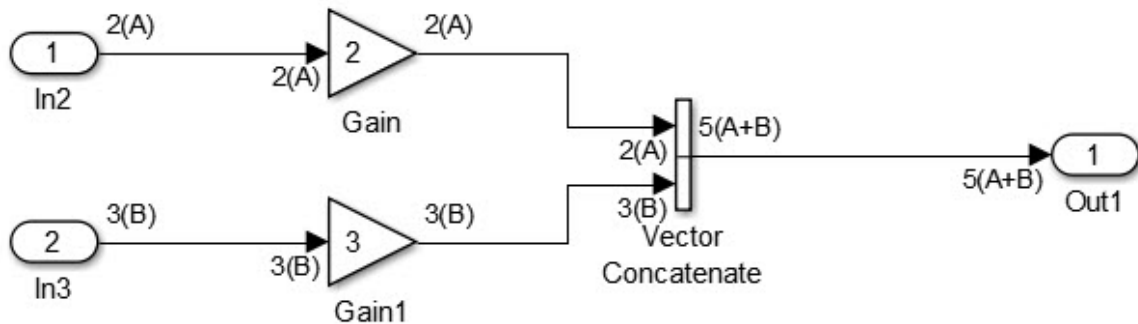 2(A)
1
2(A)
2
2(A)
In2
Gain
5(A+B)
2(A)
5(A+B)
1
Out1
3(B)
2
3(B)
3
3(B)
3(B)
In3
Gain1
Vector
Concatenate